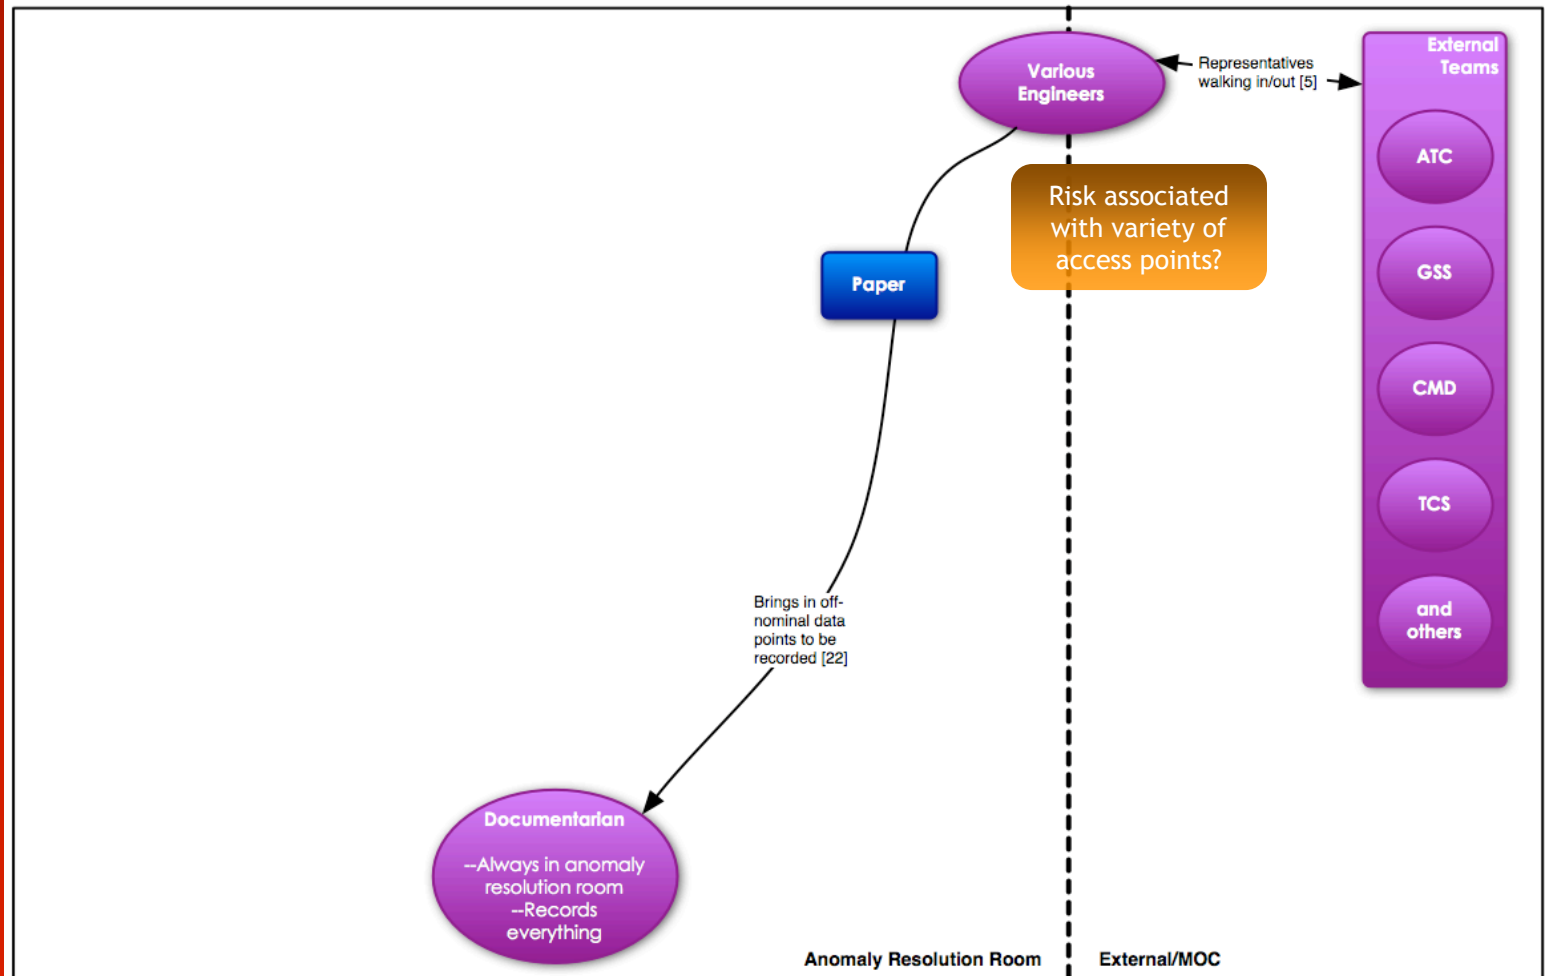 Various
Engineers
Representatives
walking in/out [5]
External
Teams
ATC
GSS
CMD
TCS
and
others
Risk associated
with variety of
access points?
Paper
Brings in off-
nominal data
points to be
recorded [22]
Documentarian
--Always in anomaly
resolution room
--Records
everything
Anomaly Resolution Room
External/MOC